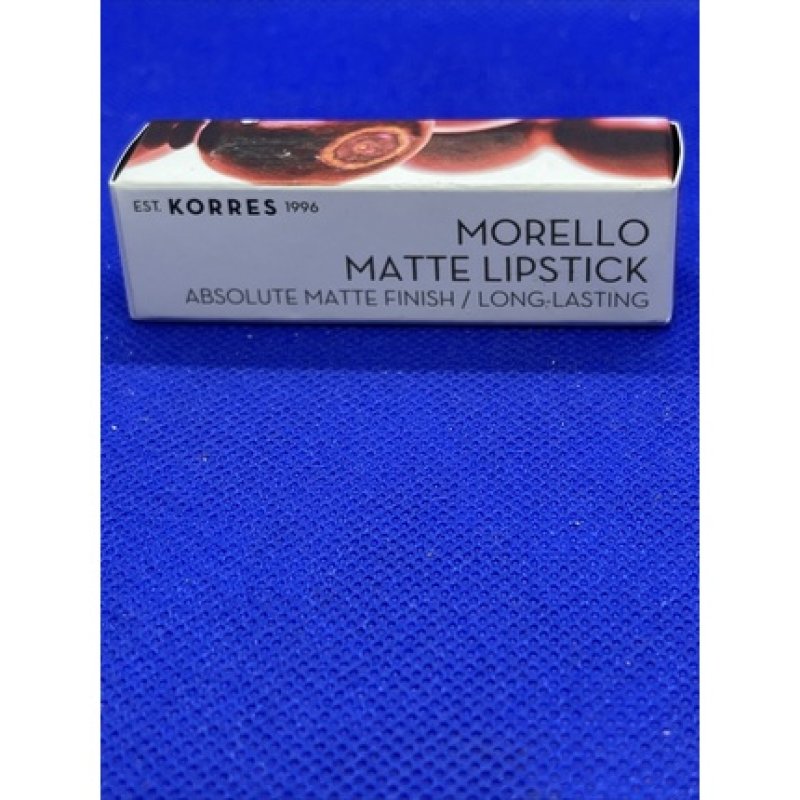 EST. KORRES 1996
MORELLO
MATTE LIPSTICK
ABSOLUTE MATTE FINISH / LONG-LASTING